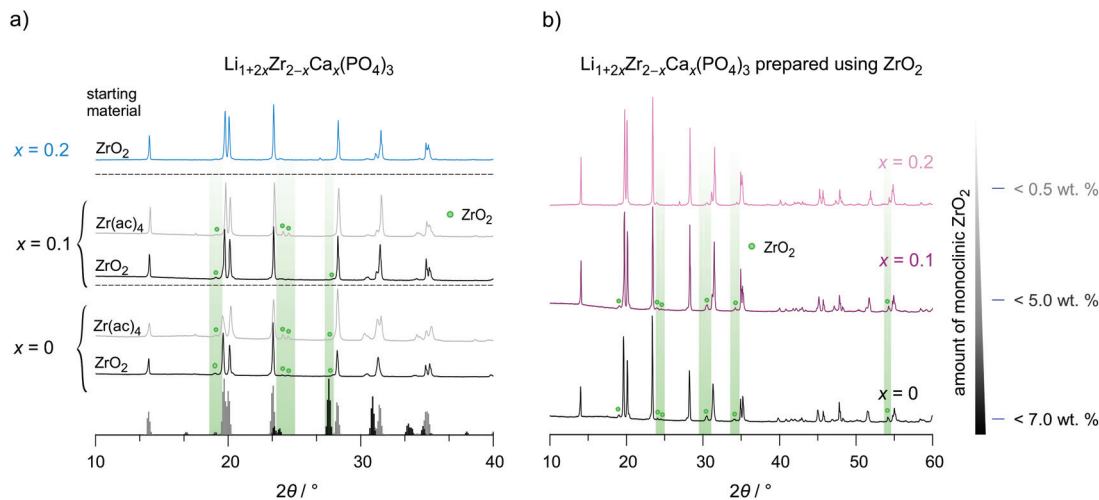 a)
Li₁₊₂ₓZr₂₋ₓCaₓ(PO₄)₃
starting
material
x = 0.2
ZrO₂
Zr(ac)₄
ZrO₂
x = 0.1
ZrO₂
Zr(ac)₄
x = 0
ZrO₂
10 20 30 40
2θ / °
b)
Li₁₊₂ₓZr₂₋ₓCaₓ(PO₄)₃ prepared using ZrO₂
x = 0.2
ZrO₂
x = 0.1
x = 0
10 20 30 40 50 60
2θ / °
amount of monoclinic ZrO₂
< 0.5 wt. %
< 5.0 wt. %
< 7.0 wt. %